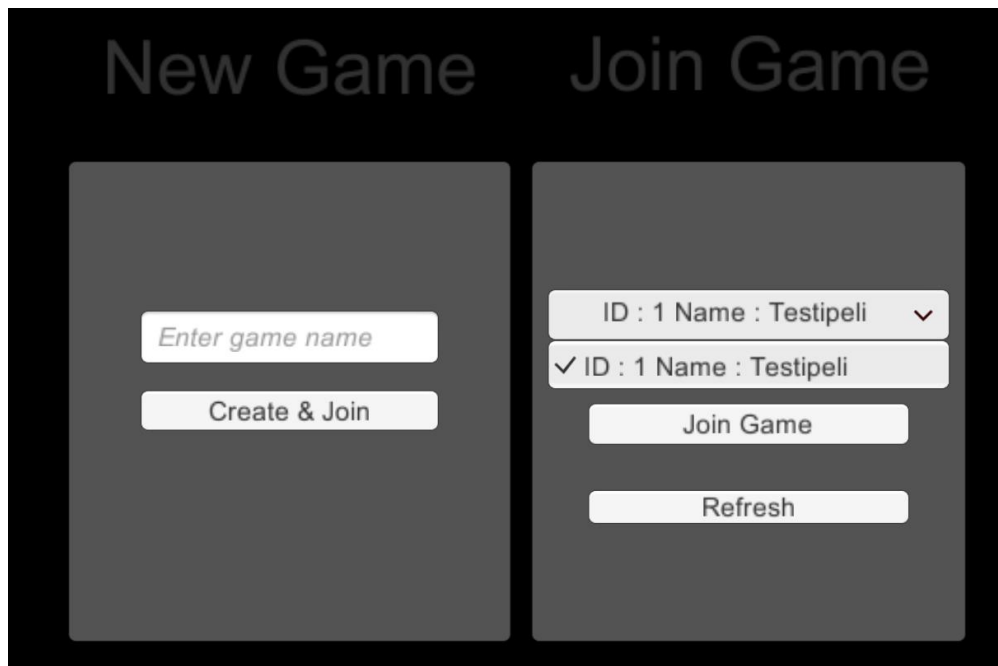 New Game
Enter game name
Create & Join
Join Game
ID : 1 Name : Testipeli
ID : 1 Name : Testipeli
Join Game
Refresh